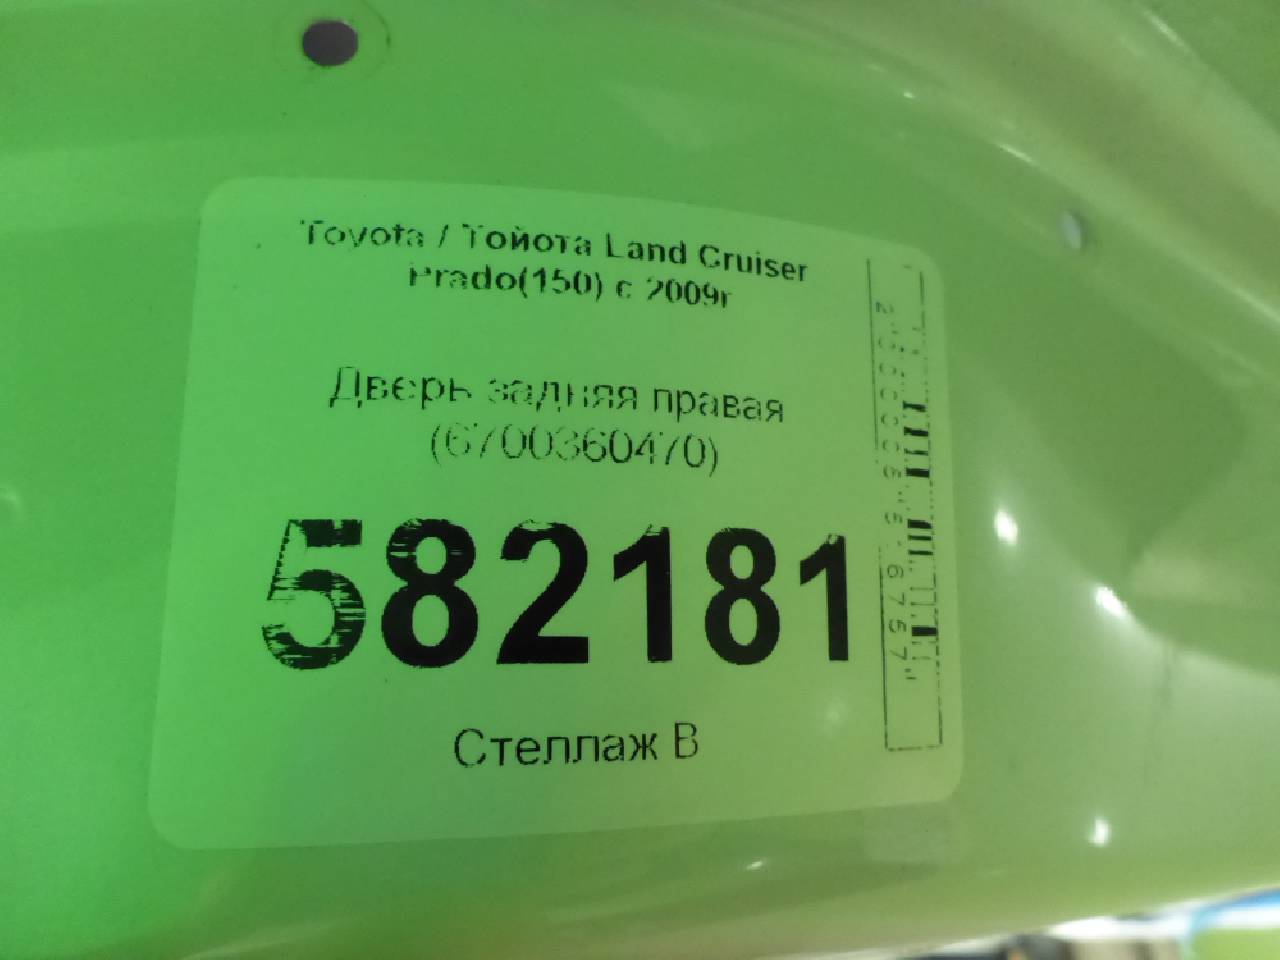 Toyota / Тойота Land Cruiser
Prado(150) с 2009г
Дверь задняя правая
(6700360470)
582181
Стеллаж В